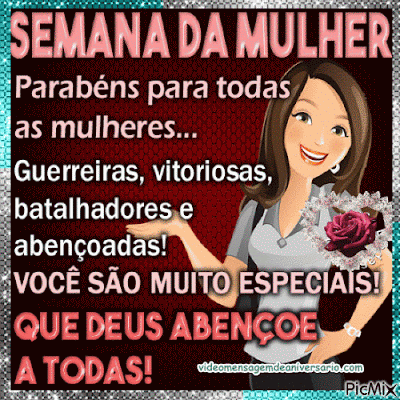 SEMANA DA MULHER
Parabéns para todas
as mulheres...
Guerreiras, vitoriosas,
batalhadores e
abençoadas!
VOCÊ SÃO MUITO ESPECIAIS!
QUE DEUS ABENÇOE
A TODAS!
videomensagemdeaniversario.com
PicMix